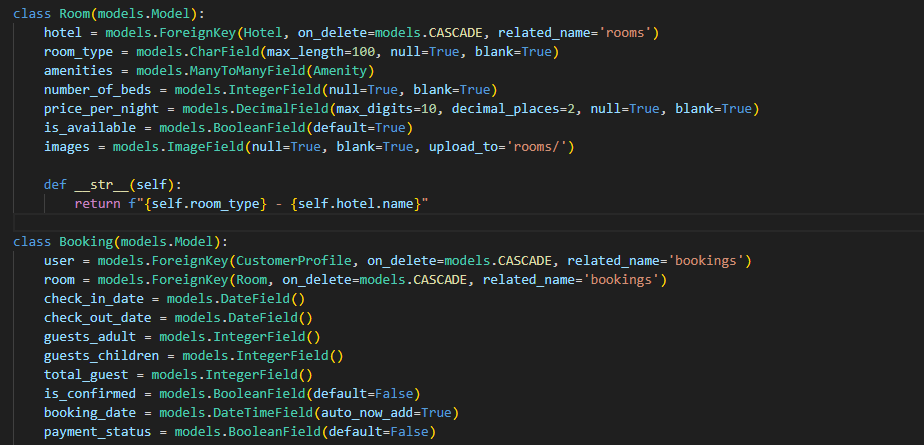 class Room(models.Model):
    hotel = models.ForeignKey(Hotel, on_delete=models.CASCADE, related_name='rooms')
    room_type = models.CharField(max_length=100, null=True, blank=True)
    amenities = models.ManyToManyField(Amenity)
    number_of_beds = models.IntegerField(null=True, blank=True)
    price_per_night = models.DecimalField(max_digits=10, decimal_places=2, null=True, blank=True)
    is_available = models.BooleanField(default=True)
    images = models.ImageField(null=True, blank=True, upload_to='rooms/')
    def __str__(self):
        return f"{self.room_type} - {self.hotel.name}"
class Booking(models.Model):
    user = models.ForeignKey(CustomerProfile, on_delete=models.CASCADE, related_name='bookings')
    room = models.ForeignKey(Room, on_delete=models.CASCADE, related_name='bookings')
    check_in_date = models.DateField()
    check_out_date = models.DateField()
    guests_adult = models.IntegerField()
    guests_children = models.IntegerField()
    total_guest = models.IntegerField()
    is_confirmed = models.BooleanField(default=False)
    booking_date = models.DateTimeField(auto_now_add=True)
    payment_status = models.BooleanField(default=False)